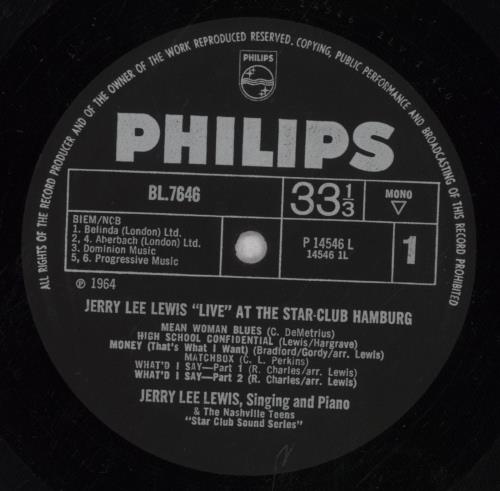 ALL RIGHTS OF THE RECORD PRODUCER AND OF THE OWNER OF THE WORK REPRODUCED RESERVED. COPYING, PUBLIC PERFORMANCE AND BROADCASTING OF THIS RECORD PROHIBITED
PHILIPS
PHILIPS
BL.7646
33 1/3
MONO
BIEM/NCB
1. Belinda (London) Ltd.
2, 4. Aberbach (London) Ltd.
3. Dominion Music
5, 6. Progressive Music
P 14546 L
14546 1L
1
℗ 1964
JERRY LEE LEWIS "LIVE" AT THE STAR-CLUB HAMBURG
MEAN WOMAN BLUES (C. DeMetrius)
HIGH SCHOOL CONFIDENTIAL (Lewis/Hargrave)
MONEY (That's What I Want) (Bradford/Gordy/arr. Lewis)
MATCHBOX (C. L. Perkins)
WHAT'D I SAY—Part 1 (R. Charles/arr. Lewis)
WHAT'D I SAY—Part 2 (R. Charles/arr. Lewis)
JERRY LEE LEWIS, Singing and Piano
& The Nashville Teens
"Star Club Sound Series"